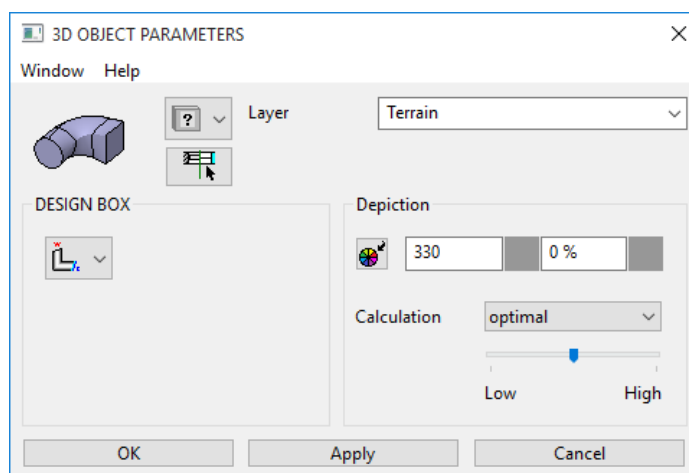 3D OBJECT PARAMETERS
Window Help
Layer Terrain
?
DESIGN BOX
Depiction
330 0 %
Calculation optimal
Low High
OK Apply Cancel